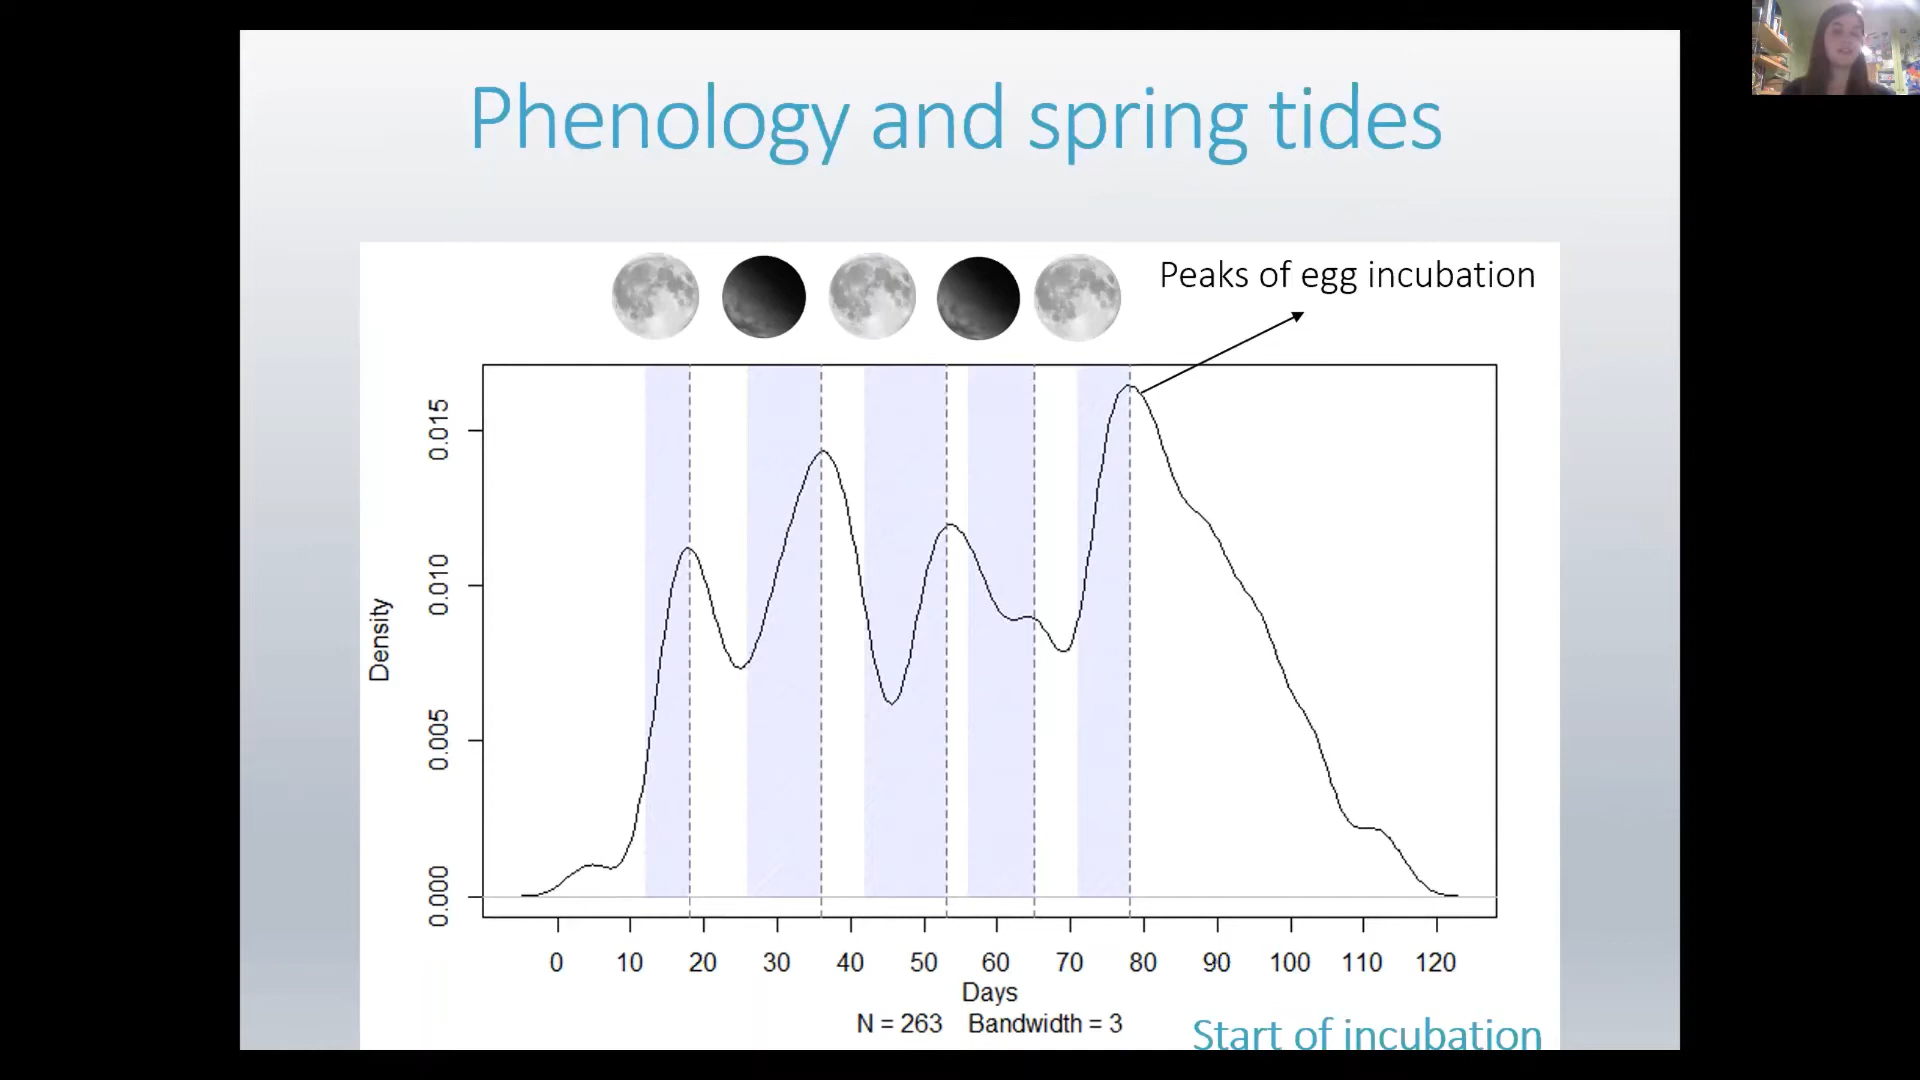 Phenology and spring tides
Peaks of egg incubation
0.015
0.010
0.005
0.000
Density
0 10 20 30 40 50 60 70 80 90 100 110 120
Days
N = 263 Bandwidth = 3
Start of incubation